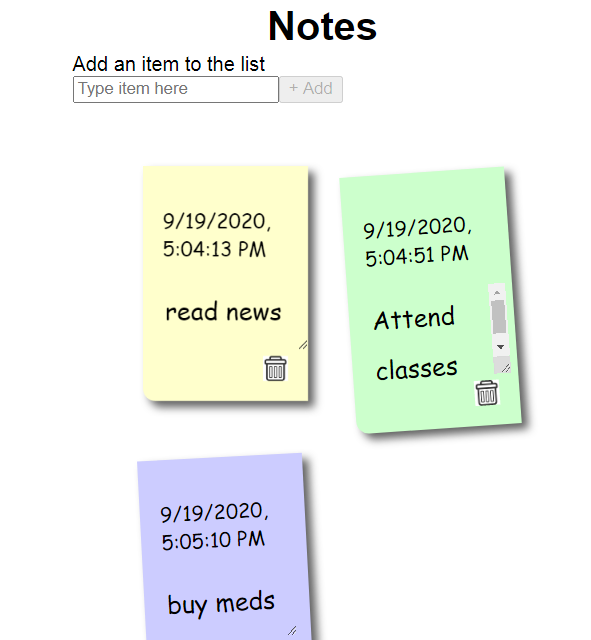 Notes
Add an item to the list
Type item here
+ Add
9/19/2020,
5:04:13 PM
read news
9/19/2020,
5:04:51 PM
Attend
classes
9/19/2020,
5:05:10 PM
buy meds